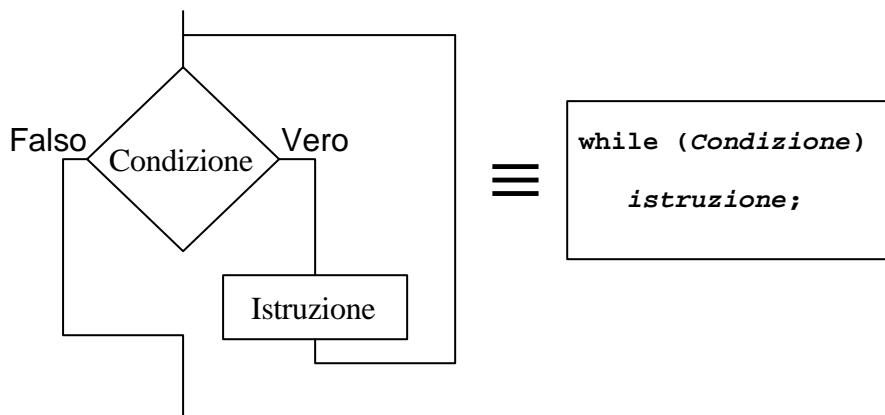 Falso
Vero
Condizione
Istruzione
≡
while (Condizione)
istruzione;